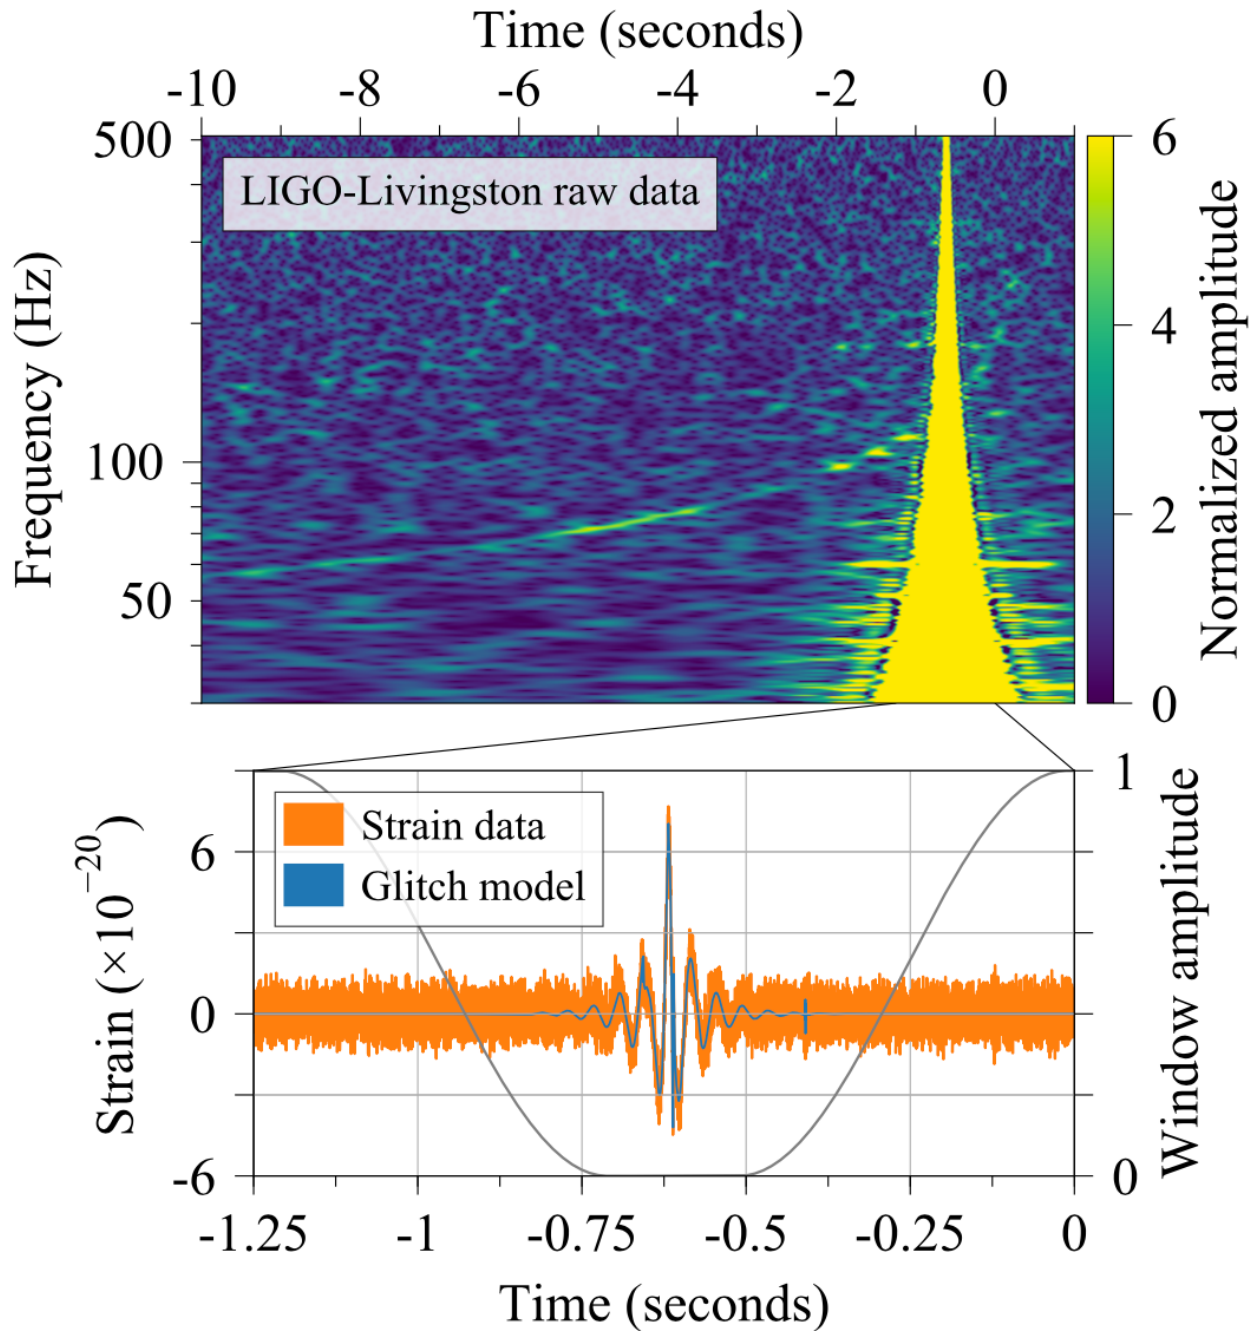 Time (seconds)
-10 -8 -6 -4 -2 0
500
100
50
Frequency (Hz)
LIGO-Livingston raw data
6
4
2
0
Normalized amplitude
Strain data
Glitch model
6
0
-6
Strain (×10⁻²⁰)
1
0
Window amplitude
-1.25 -1 -0.75 -0.5 -0.25 0
Time (seconds)